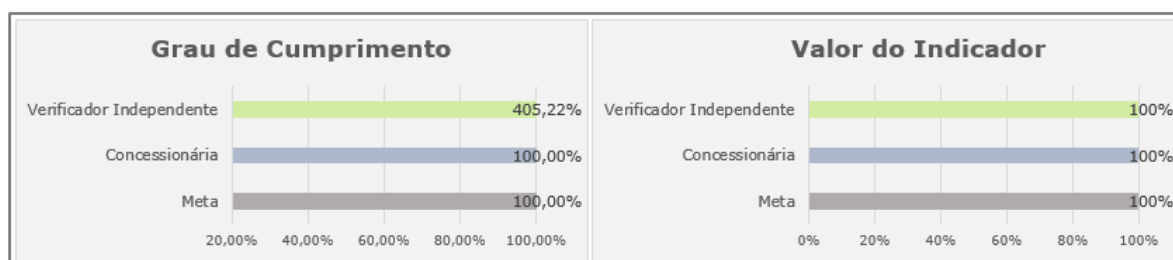 Grau de Cumprimento
Verificador Independente 405,22%
Concessionária 100,00%
Meta 100,00%
20,00% 40,00% 60,00% 80,00% 100,00%
Valor do Indicador
Verificador Independente 100%
Concessionária 100%
Meta 100%
0% 20% 40% 60% 80% 100%